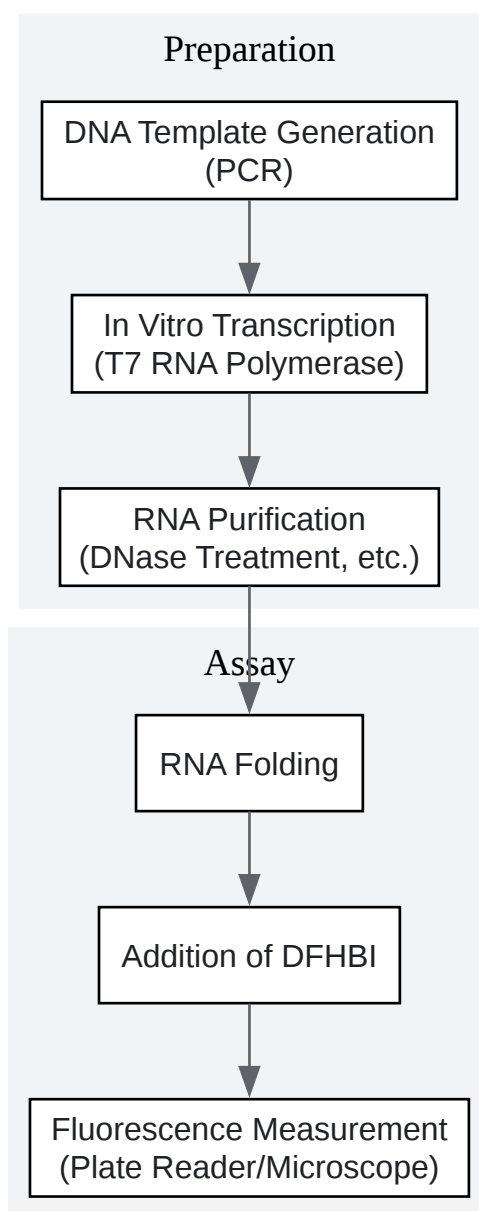 Preparation
DNA Template Generation
(PCR)
In Vitro Transcription
(T7 RNA Polymerase)
RNA Purification
(DNase Treatment, etc.)
Assay
RNA Folding
Addition of DFHBI
Fluorescence Measurement
(Plate Reader/Microscope)